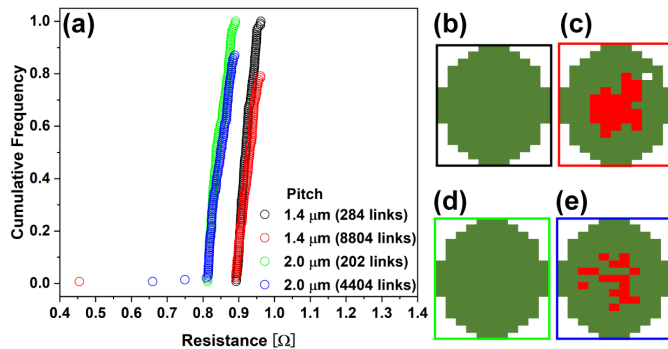 (a)
(b)
(c)
1.0
0.8
0.6
0.4
0.2
0.0
Cumulative Frequency
Pitch
1.4 μm (284 links)
1.4 μm (8804 links)
2.0 μm (202 links)
2.0 μm (4404 links)
(d)
(e)
0.4 0.5 0.6 0.7 0.8 0.9 1.0 1.1 1.2 1.3 1.4
Resistance [Ω]